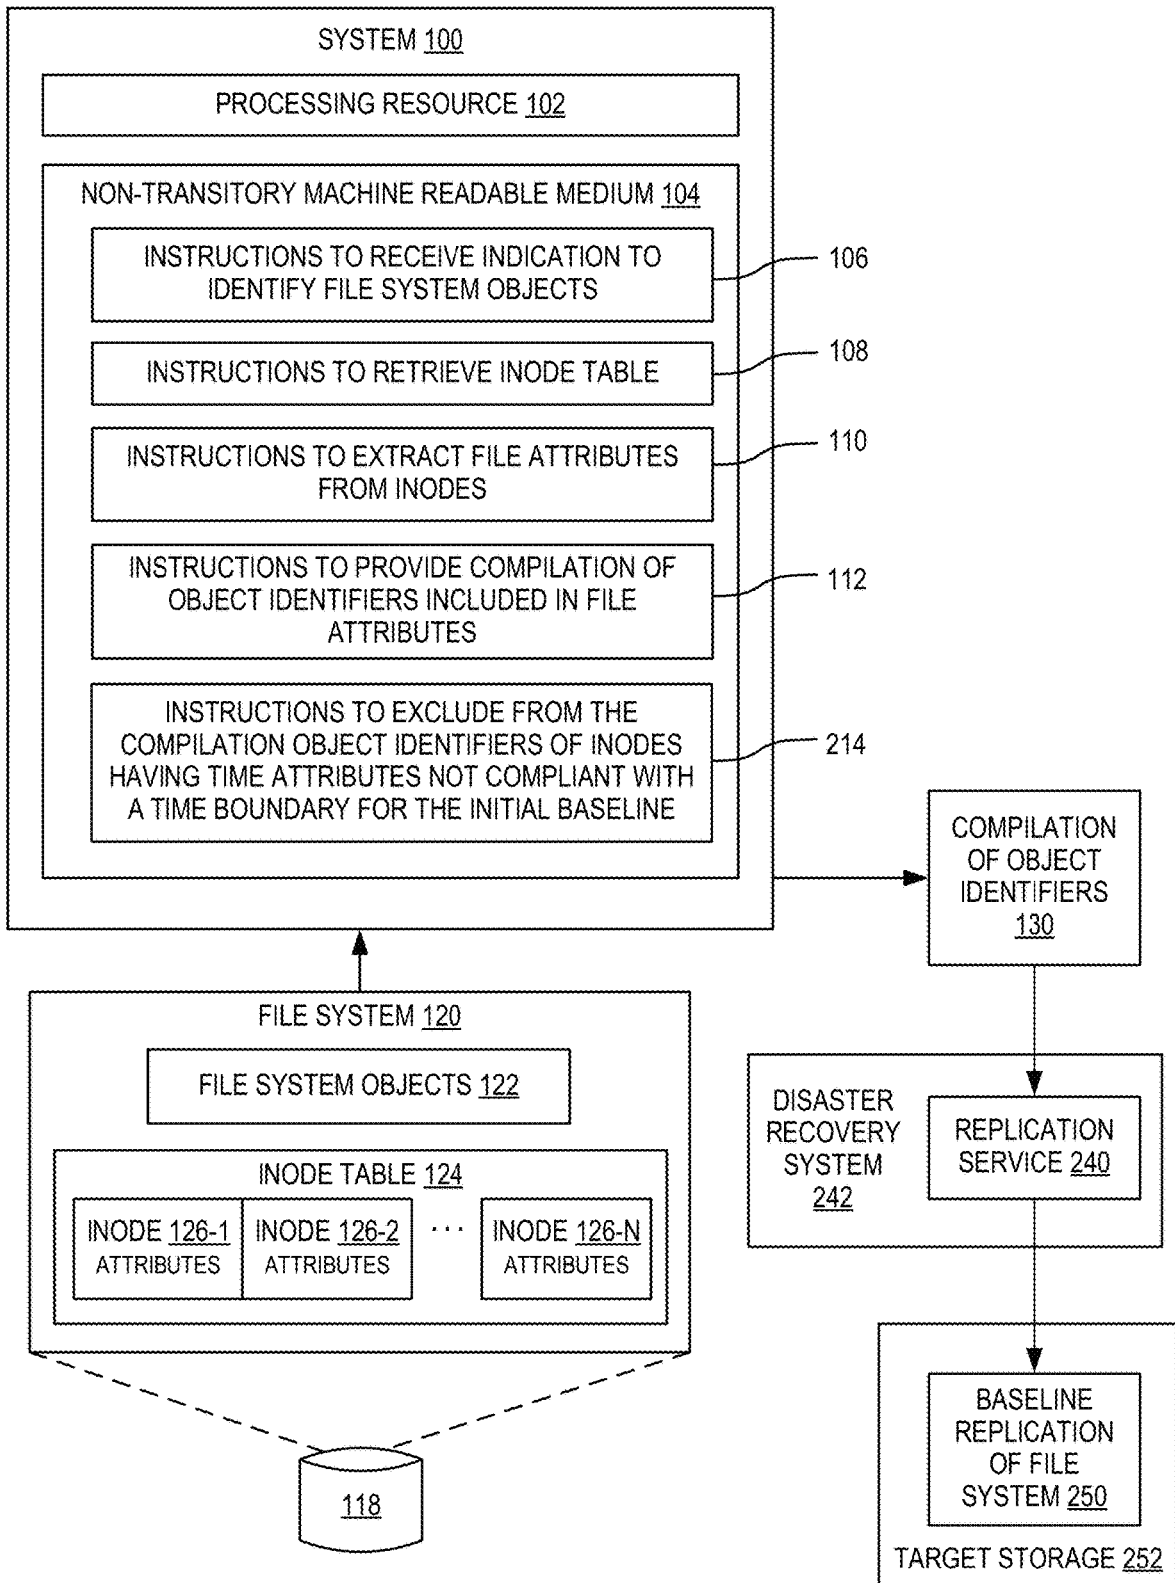 SYSTEM 100
PROCESSING RESOURCE 102
NON-TRANSITORY MACHINE READABLE MEDIUM 104
INSTRUCTIONS TO RECEIVE INDICATION TO
IDENTIFY FILE SYSTEM OBJECTS
106
INSTRUCTIONS TO RETRIEVE INODE TABLE
108
INSTRUCTIONS TO EXTRACT FILE ATTRIBUTES
FROM INODES
110
INSTRUCTIONS TO PROVIDE COMPILATION OF
OBJECT IDENTIFIERS INCLUDED IN FILE
ATTRIBUTES
112
INSTRUCTIONS TO EXCLUDE FROM THE
COMPILATION OBJECT IDENTIFIERS OF INODES
HAVING TIME ATTRIBUTES NOT COMPLIANT WITH
A TIME BOUNDARY FOR THE INITIAL BASELINE
214
COMPILATION
OF OBJECT
IDENTIFIERS
130
FILE SYSTEM 120
FILE SYSTEM OBJECTS 122
INODE TABLE 124
INODE 126-1
ATTRIBUTES
INODE 126-2
ATTRIBUTES
...
INODE 126-N
ATTRIBUTES
118
DISASTER
RECOVERY
SYSTEM
242
REPLICATION
SERVICE 240
BASELINE
REPLICATION
OF FILE
SYSTEM 250
TARGET STORAGE 252